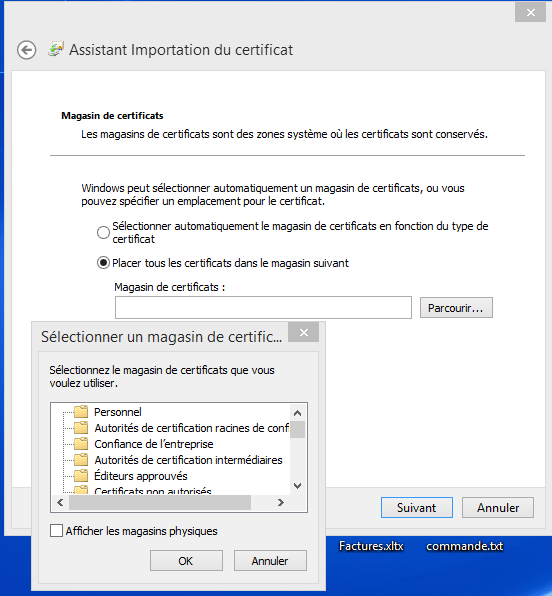 Assistant Importation du certificat
Magasin de certificats
Les magasins de certificats sont des zones système où les certificats sont conservés.
Windows peut sélectionner automatiquement un magasin de certificats, ou vous
pouvez spécifier un emplacement pour le certificat.
Sélectionner automatiquement le magasin de certificats en fonction du type de
certificat
Placer tous les certificats dans le magasin suivant
Magasin de certificats :
Parcourir...
Sélectionner un magasin de certific...
Sélectionnez le magasin de certificats que vous
voulez utiliser.
Personnel
Autorités de certification racines de conf
Confiance de l'entreprise
Autorités de certification intermédiaires
Éditeurs approuvés
Certificats non autorisés
Afficher les magasins physiques
OK
Annuler
Suivant
Annuler
Factures.xltx
commande.txt